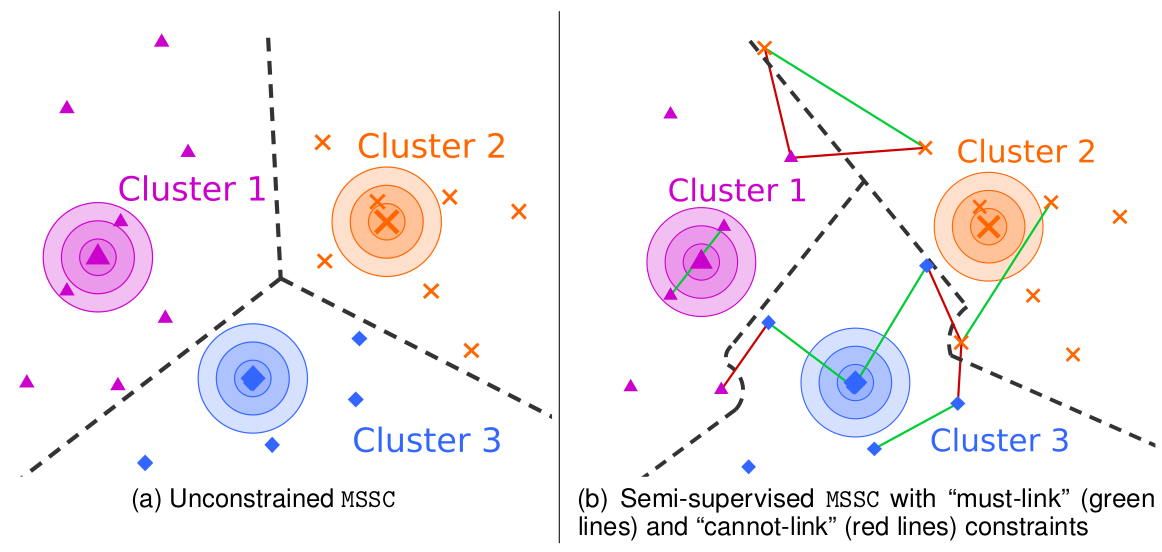 Cluster 1
Cluster 2
Cluster 3
(a) Unconstrained MSSC
Cluster 1
Cluster 2
Cluster 3
(b) Semi-supervised MSSC with “must-link” (green
lines) and “cannot-link” (red lines) constraints